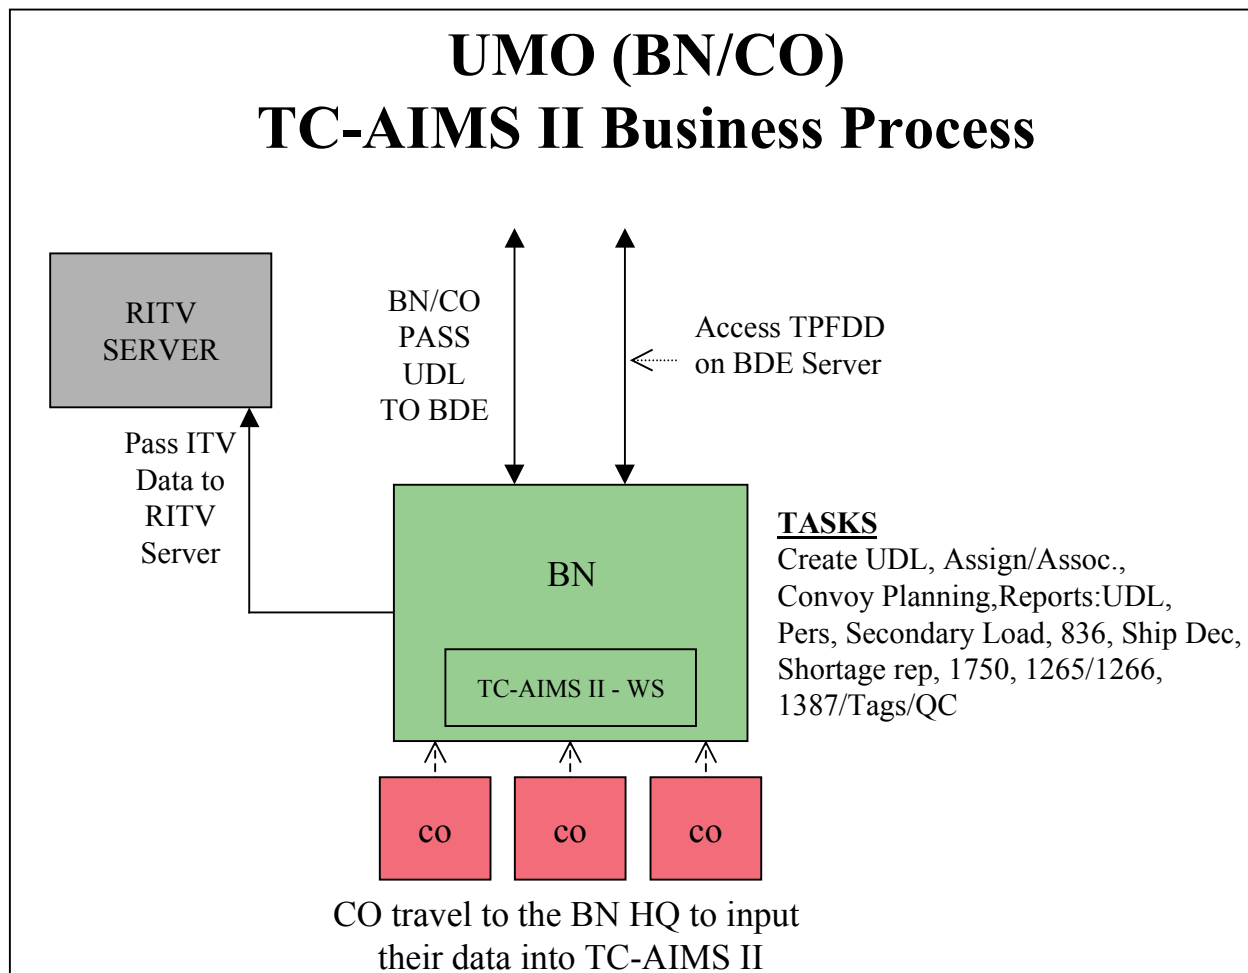 UMO (BN/CO)
TC-AIMS II Business Process
RITV
SERVER
BN/CO
PASS
UDL
TO BDE
Access TPFDD
on BDE Server
Pass ITV
Data to
RITV
Server
BN
TC-AIMS II - WS
TASKS
Create UDL, Assign/Assoc.,
Convoy Planning,Reports:UDL,
Pers, Secondary Load, 836, Ship Dec,
Shortage rep, 1750, 1265/1266,
1387/Tags/QC
co
co
co
CO travel to the BN HQ to input
their data into TC-AIMS II